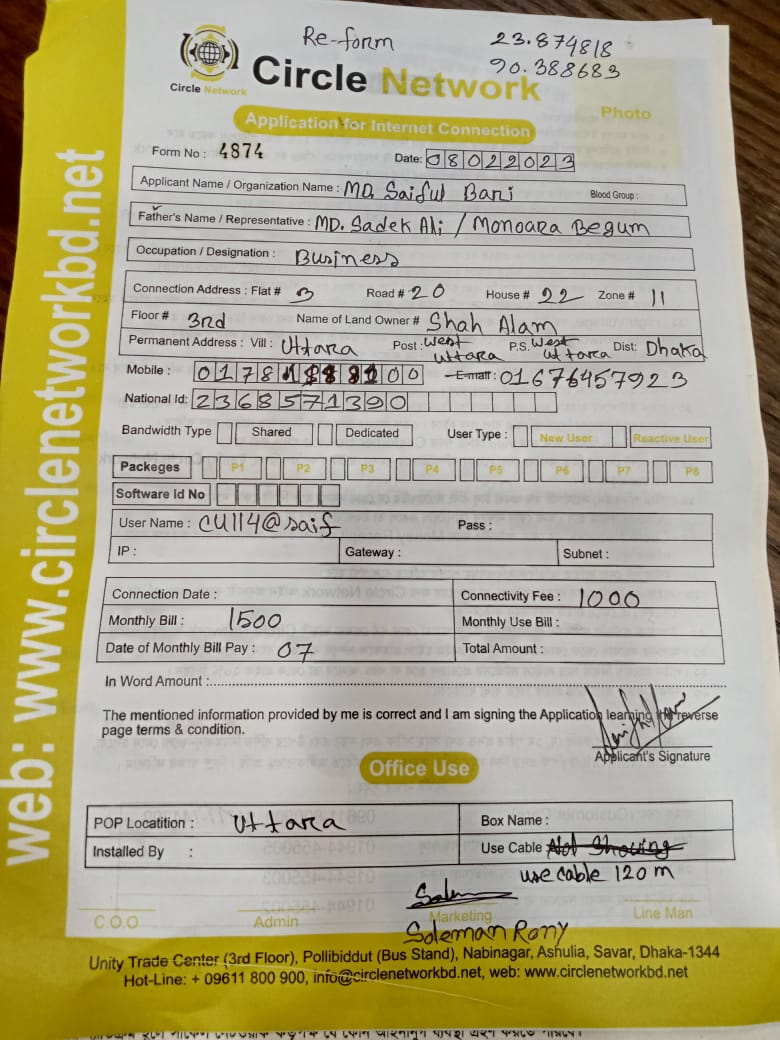 Re-form
23.874818
90.388683
Circle Network
Circle Network
Photo
Application for Internet Connection
Form No : 4874
Date: 08022023
Applicant Name / Organization Name : MD. Saiful Bari Blood Group :
Father's Name / Representative : MD. Sadek Ali / Monoara Begum
Occupation / Designation : Business
Connection Address : Flat # 3 Road # 20 House # 22 Zone # 11
Floor # 3rd Name of Land Owner # Shah Alam
Permanent Address : Vill : Uttara Post : West Uttara P.S. West Uttara Dist: Dhaka
Mobile : E-mail : 01676457923
National Id: 2368571390
Bandwidth Type Shared Dedicated User Type : New User Reactive User
Packeges P1 P2 P3 P4 P5 P6 P7 P8
Software Id No
User Name : CU114@saif Pass :
IP : Gateway : Subnet :
Connection Date : Connectivity Fee : 1000
Monthly Bill : 1500 Monthly Use Bill :
Date of Monthly Bill Pay : 07 Total Amount :
In Word Amount :
The mentioned information provided by me is correct and I am signing the Application learning the reverse
page terms & condition.
Applicant's Signature
Office Use
POP Locatition : Uttara Box Name :
Installed By : Use Cable Not Showing
use cable 120 m
C.O.O Admin Marketing Line Man
Soleman Rony
Unity Trade Center (3rd Floor), Pollibiddut (Bus Stand), Nabinagar, Ashulia, Savar, Dhaka-1344
Hot-Line: + 09611 800 900, info@circlenetworkbd.net, web: www.circlenetworkbd.net
web: www.circlenetworkbd.net